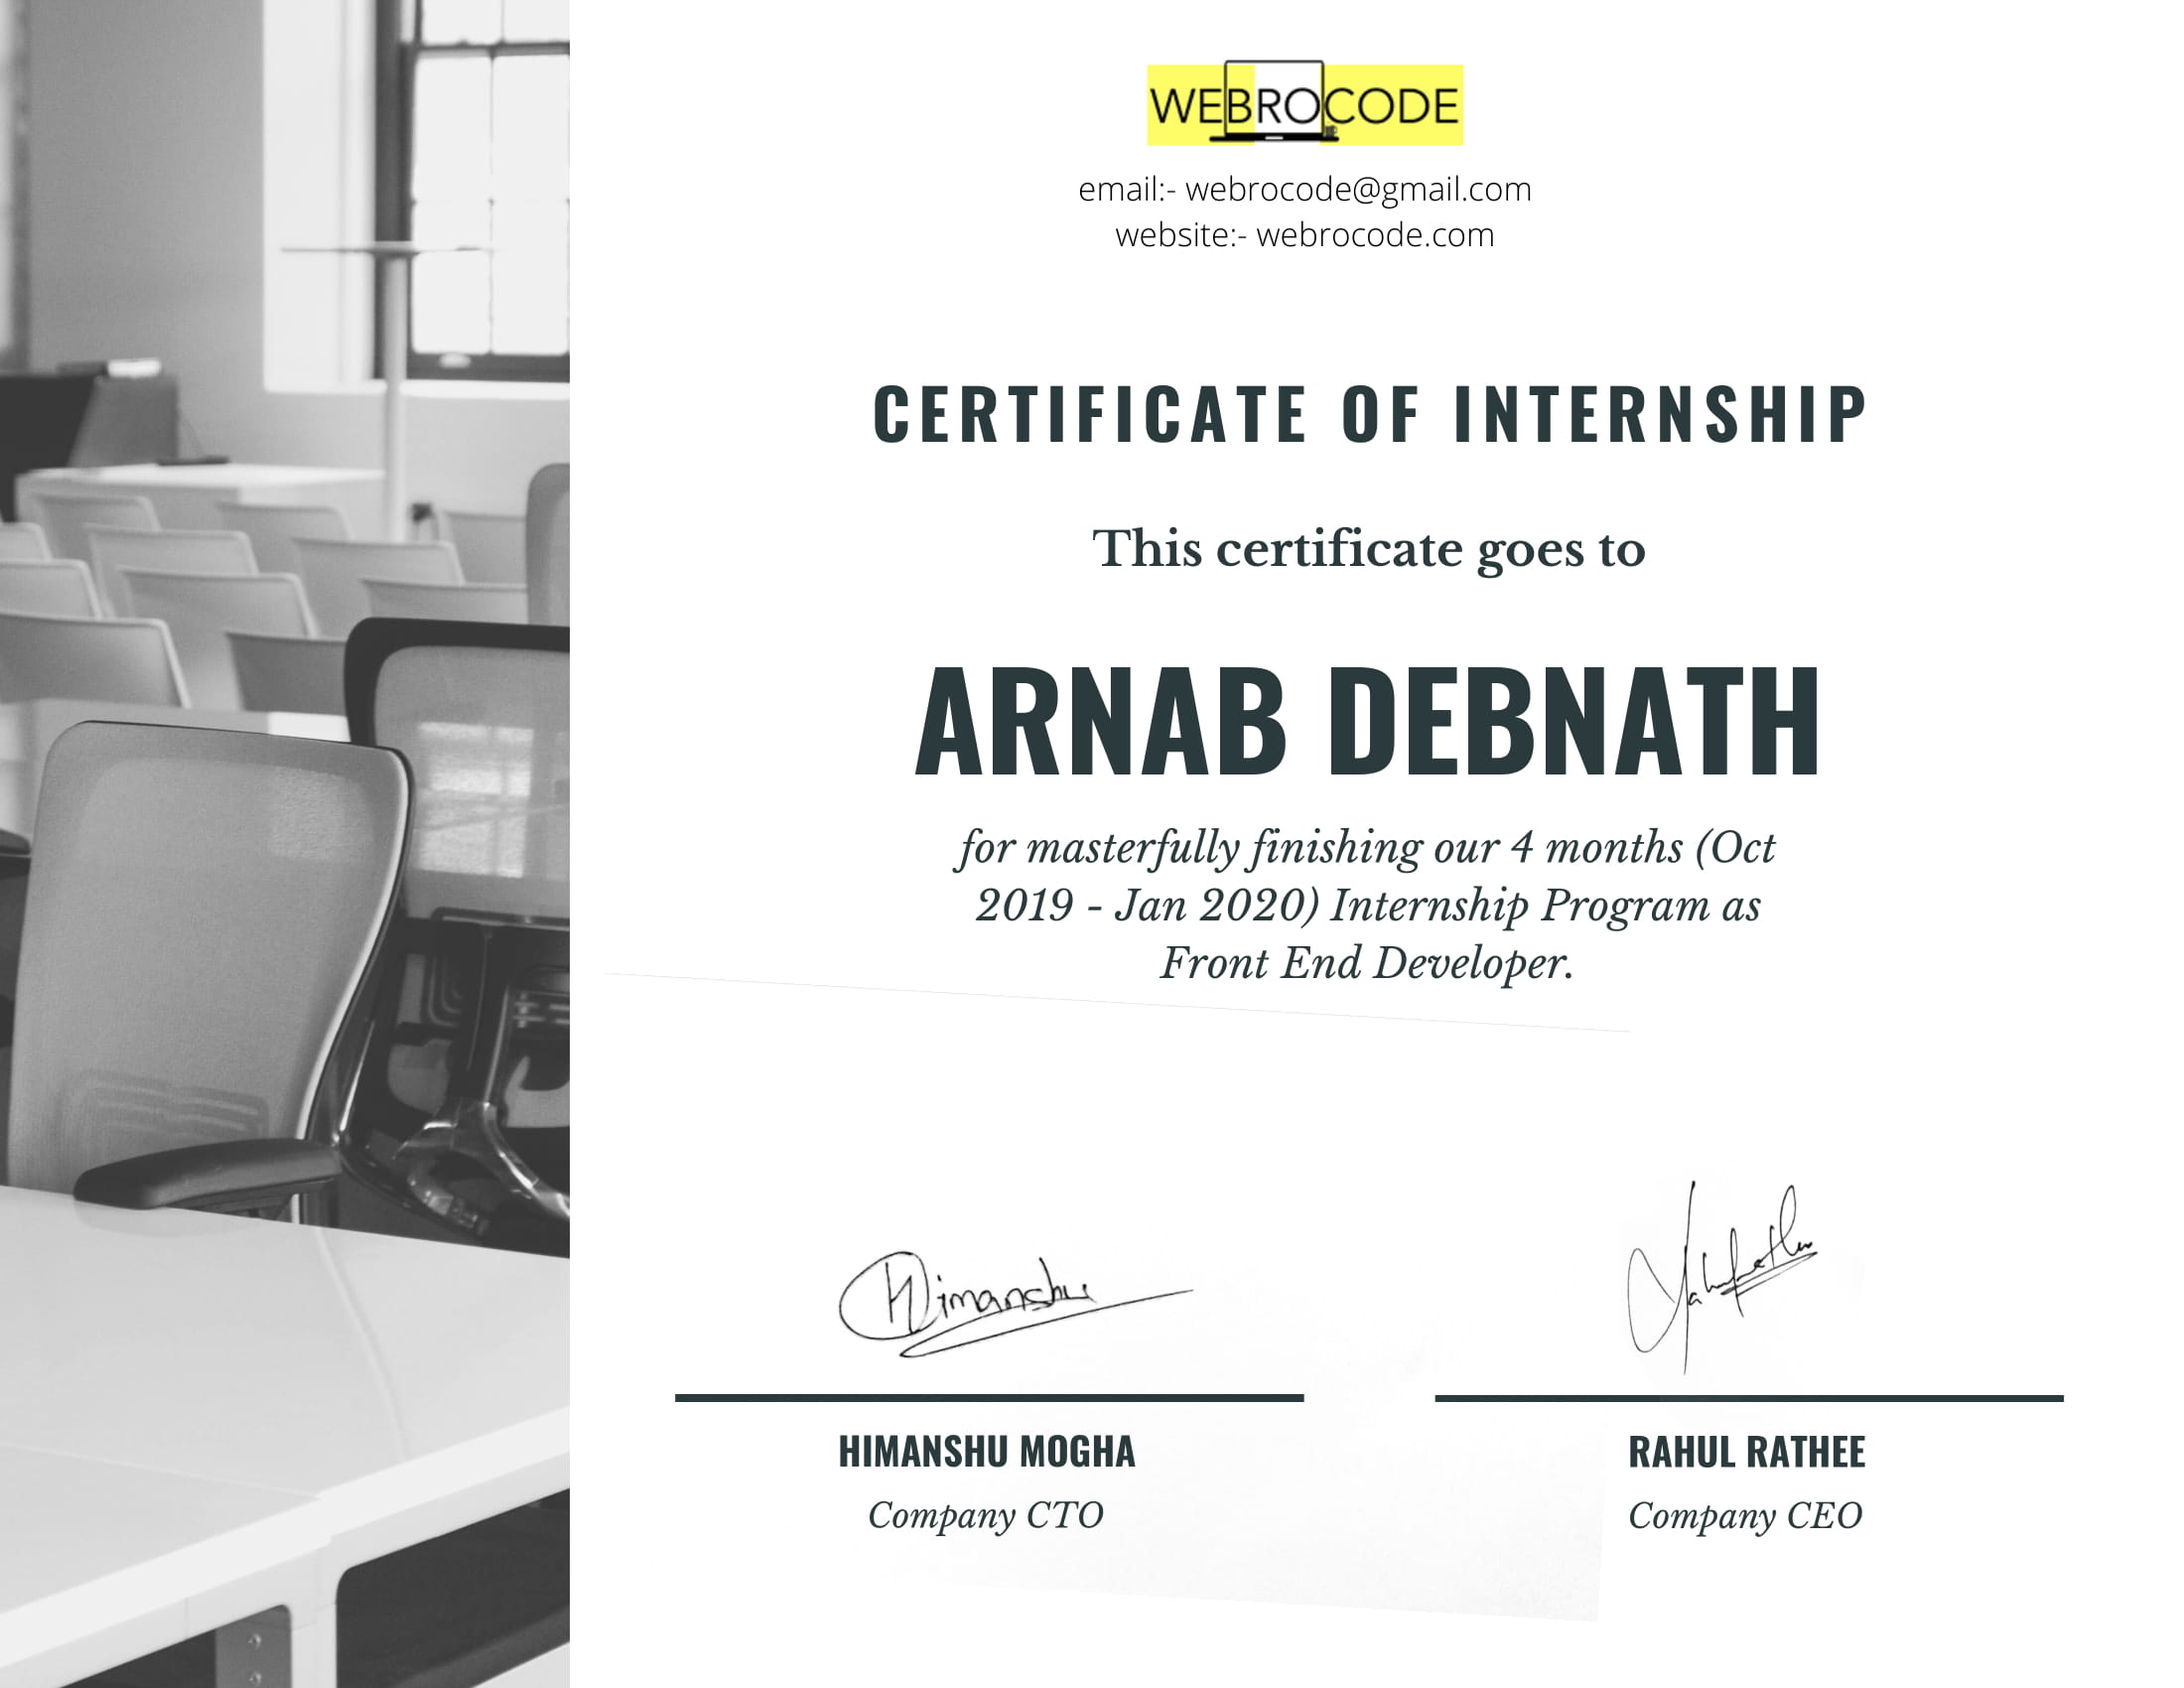 WEBROCODE
email:- webrocode@gmail.com
website:- webrocode.com
CERTIFICATE OF INTERNSHIP
This certificate goes to
ARNAB DEBNATH
for masterfully finishing our 4 months (Oct
2019 - Jan 2020) Internship Program as
Front End Developer.
Himanshu
HIMANSHU MOGHA
Company CTO
RAHUL RATHEE
Company CEO